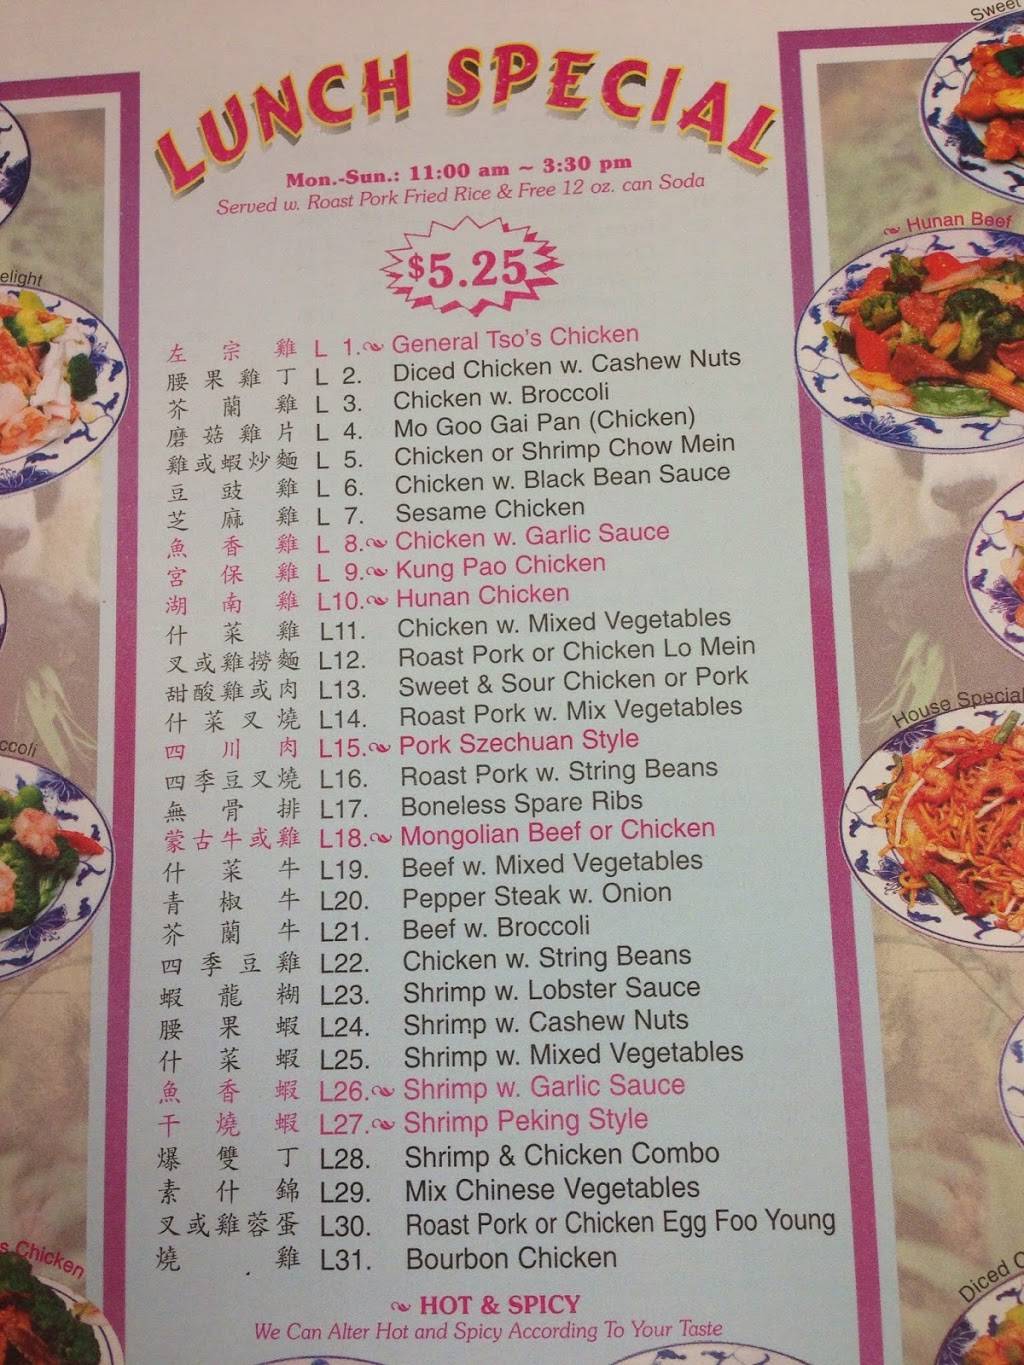 Sweet
elight
Hunan Beef
LUNCH SPECIAL
Mon.-Sun.: 11:00 am ~ 3:30 pm
Served w. Roast Pork Fried Rice & Free 12 oz. can Soda
$5.25
左宗雞 L 1. General Tso's Chicken
腰果雞丁 L 2. Diced Chicken w. Cashew Nuts
芥蘭雞 L 3. Chicken w. Broccoli
磨菇雞片 L 4. Mo Goo Gai Pan (Chicken)
雞或蝦炒麵 L 5. Chicken or Shrimp Chow Mein
豆豉雞 L 6. Chicken w. Black Bean Sauce
芝麻雞 L 7. Sesame Chicken
魚香雞 L 8. Chicken w. Garlic Sauce
宮保雞 L 9. Kung Pao Chicken
湖南雞 L10. Hunan Chicken
什菜雞 L11. Chicken w. Mixed Vegetables
叉或雞撈麵 L12. Roast Pork or Chicken Lo Mein
甜酸雞或肉 L13. Sweet & Sour Chicken or Pork
什菜叉燒 L14. Roast Pork w. Mix Vegetables
四川肉 L15. Pork Szechuan Style
四季豆叉燒 L16. Roast Pork w. String Beans
無骨排 L17. Boneless Spare Ribs
蒙古牛或雞 L18. Mongolian Beef or Chicken
什菜牛 L19. Beef w. Mixed Vegetables
青椒牛 L20. Pepper Steak w. Onion
芥蘭牛 L21. Beef w. Broccoli
四季豆雞 L22. Chicken w. String Beans
蝦龍糊 L23. Shrimp w. Lobster Sauce
腰果蝦 L24. Shrimp w. Cashew Nuts
什菜蝦 L25. Shrimp w. Mixed Vegetables
魚香蝦 L26. Shrimp w. Garlic Sauce
干燒蝦 L27. Shrimp Peking Style
爆雙丁 L28. Shrimp & Chicken Combo
素什錦 L29. Mix Chinese Vegetables
叉或雞蓉蛋 L30. Roast Pork or Chicken Egg Foo Young
燒雞 L31. Bourbon Chicken
HOT & SPICY
We Can Alter Hot and Spicy According To Your Taste
House Special
ccoli
s Chicken
Diced C